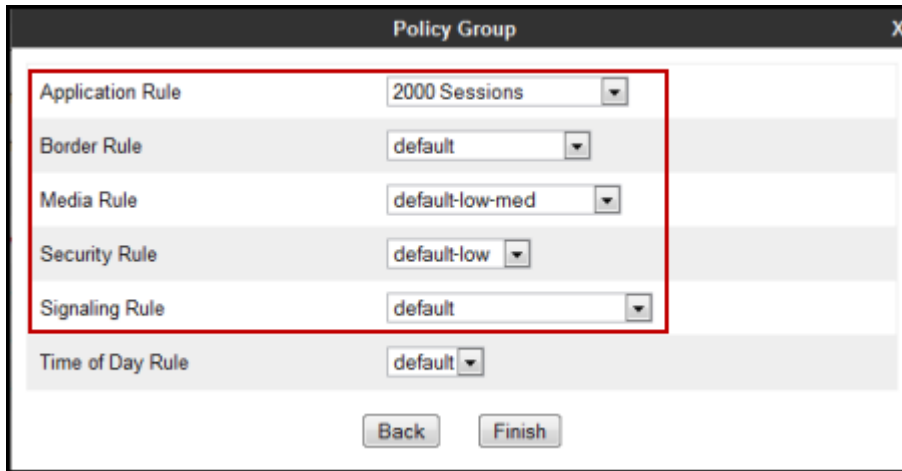 Policy Group X
Application Rule 2000 Sessions
Border Rule default
Media Rule default-low-med
Security Rule default-low
Signaling Rule default
Time of Day Rule default
Back Finish